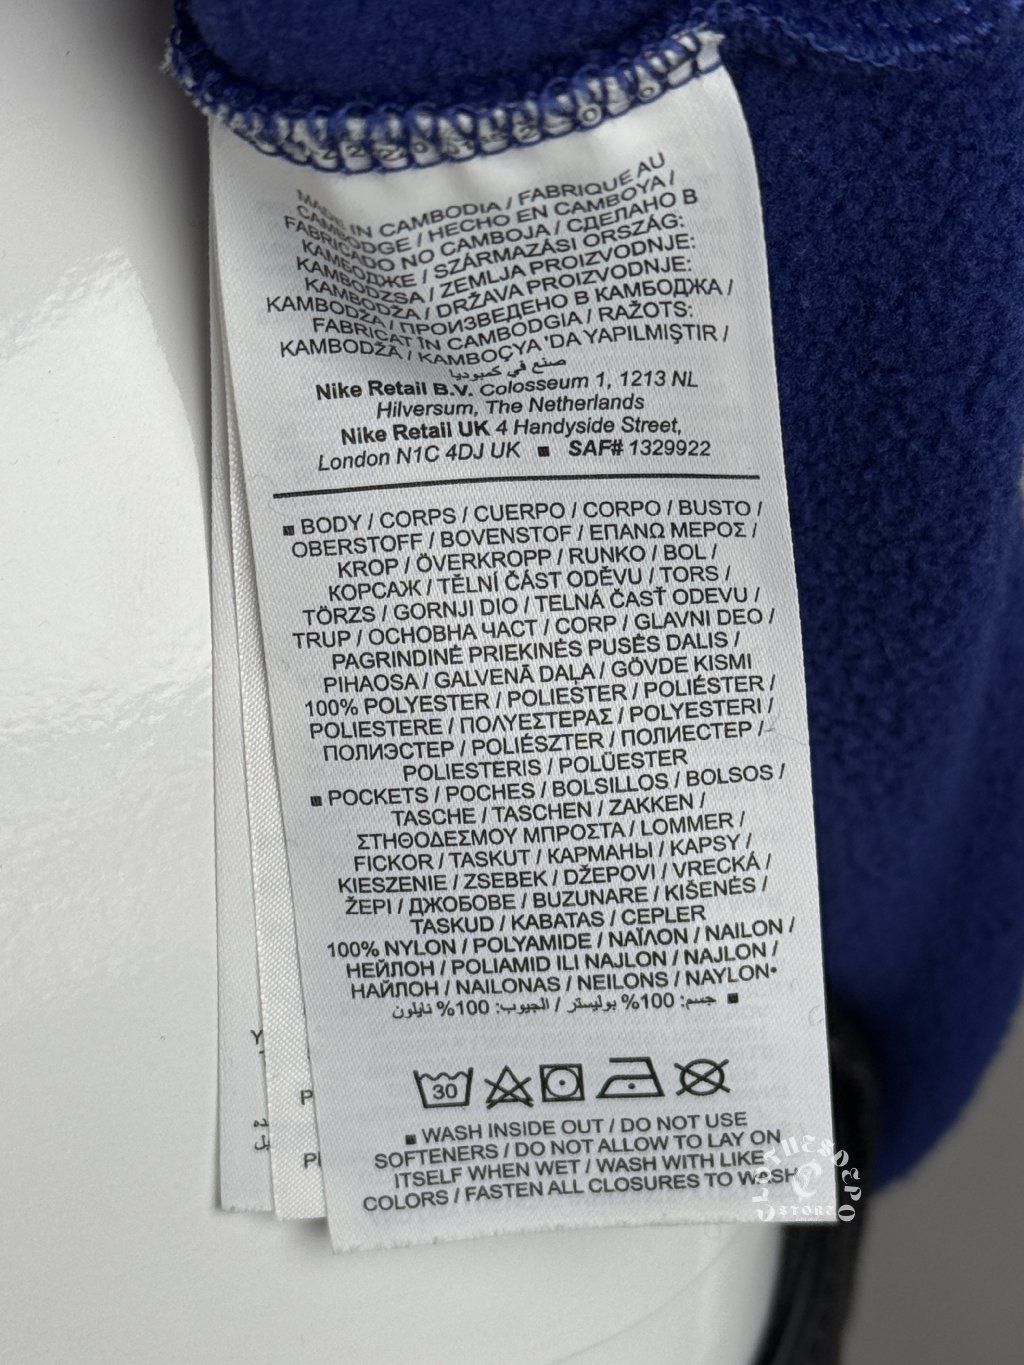 MADE IN CAMBODIA / FABRIQUE AU
CAMBODGE / HECHO EN CAMBOYA /
FABRICADO NO CAMBOJA / СДЕЛАНО В
КАМБОДЖЕ / SZÁRMAZÁSI ORSZÁG:
KAMBODZSA / ZEMLJA PROIZVODNJE:
KAMBODŽA / DRŽAVA PROIZVODNJE:
KAMBODŽA / ПРОИЗВЕДЕНО В КАМБОДЖА /
FABRICAT ÎN CAMBODGIA / RAŽOTS:
KAMBODŽĀ / KAMBOÇYA 'DA YAPILMIŞTIR /
صنع في كمبوديا
Nike Retail B.V. Colosseum 1, 1213 NL
Hilversum, The Netherlands
Nike Retail UK 4 Handyside Street,
London N1C 4DJ UK ■ SAF# 1329922
■ BODY / CORPS / CUERPO / CORPO / BUSTO /
OBERSTOFF / BOVENSTOF / ΕΠΑΝΩ ΜΕΡΟΣ /
KROP / ÖVERKROPP / RUNKO / BOL /
КОРСАЖ / TĚLNÍ ČÁST ODĚVU / TORS /
TÖRZS / GORNJI DIO / TELNÁ ČASŤ ODEVU /
TRUP / ОСНОВНА ЧАСТ / CORP / GLAVNI DEO /
PAGRINDINĖ PRIEKINĖS PUSĖS DALIS /
PIHAOSA / GALVENĀ DAĻA / GÖVDE KISMI
100% POLYESTER / POLIESTER / POLIÉSTER /
POLIESTERE / ΠΟΛΥΕΣΤΕΡΑΣ / POLYESTERI /
ПОЛИЭСТЕР / POLIÉSZTER / ПОЛИЕСТЕР /
POLIESTERIS / POLÜESTER
■ POCKETS / POCHES / BOLSILLOS / BOLSOS /
TASCHE / TASCHEN / ZAKKEN /
ΣΤΗΘΟΔΕΣΜΟΥ ΜΠΡΟΣΤΑ / LOMMER /
FICKOR / TASKUT / КАРМАНЫ / KAPSY /
KIESZENIE / ZSEBEK / DŽEPOVI / VRECKÁ /
ŽEPI / ДЖОБОВЕ / BUZUNARE / KIŠENĖS /
TASKUD / KABATAS / CEPLER
100% NYLON / POLYAMIDE / ΝΑΪΛΟΝ / NAILON /
НЕЙЛОН / POLIAMID ILI NAJLON / NAJLON /
НАЙЛОН / NAILONAS / NEILONS / NAYLON•
■ جسم: 100% بوليستر / الجيوب: 100% نايلون
30
■ WASH INSIDE OUT / DO NOT USE
SOFTENERS / DO NOT ALLOW TO LAY ON
ITSELF WHEN WET / WASH WITH LIKE
COLORS / FASTEN ALL CLOSURES TO WASH
CLOTHESDEPO
STORE